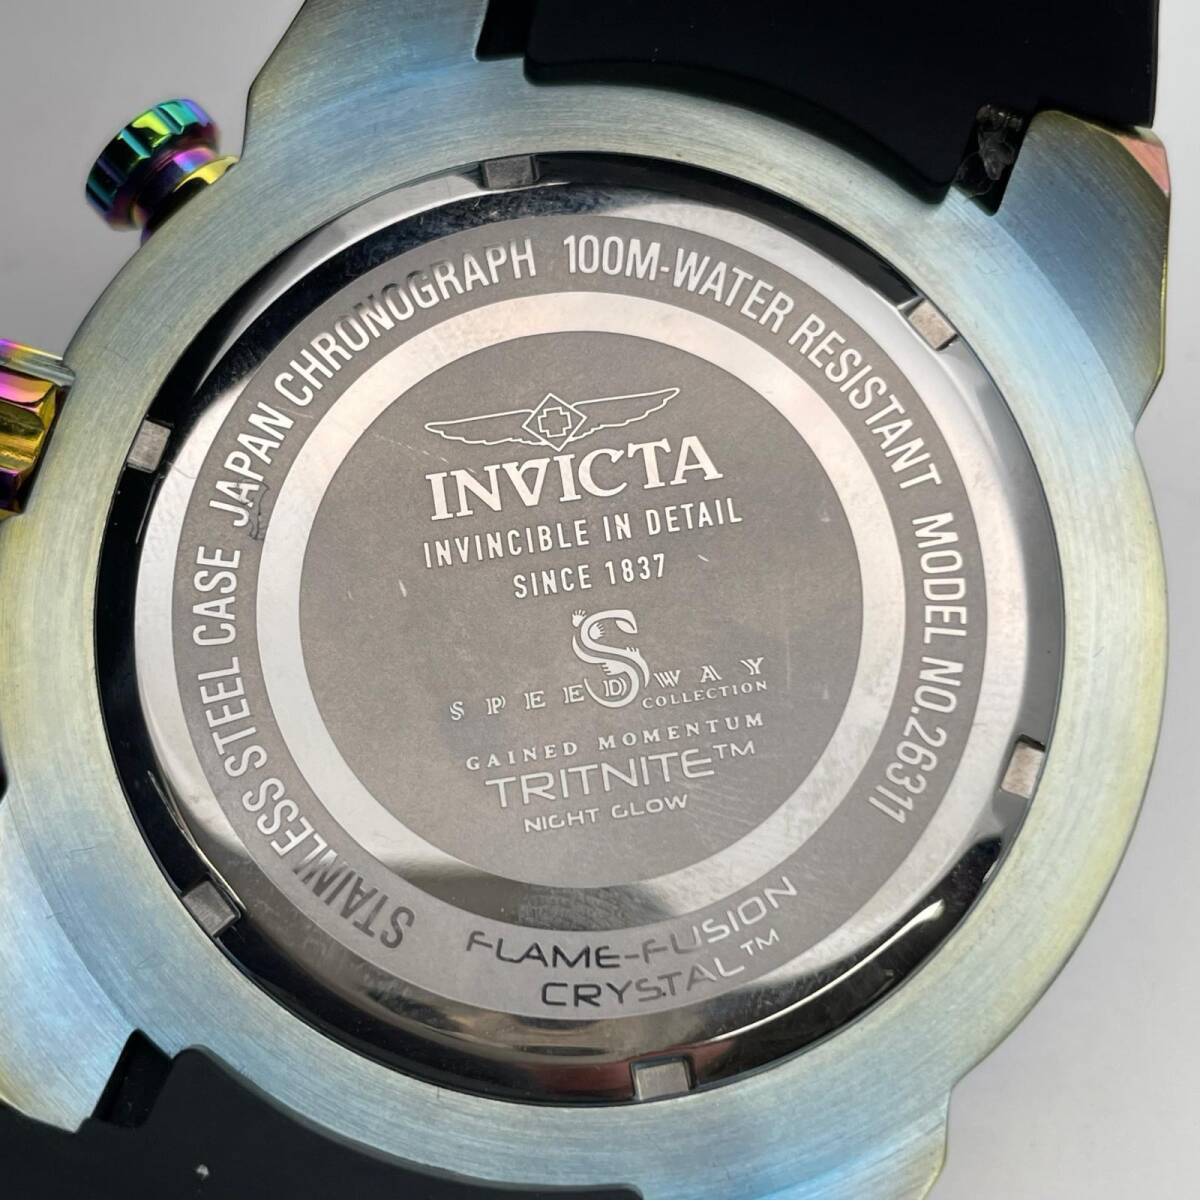 INVICTA
INVINCIBLE IN DETAIL
SINCE 1837
S
SPEEDWAY
COLLECTION
GAINED MOMENTUM
TRITNITE™
NIGHT GLOW
STAINLESS STEEL CASE JAPAN CHRONOGRAPH 100M-WATER RESISTANT MODEL NO.26311
FLAME-FUSION
CRYSTAL™